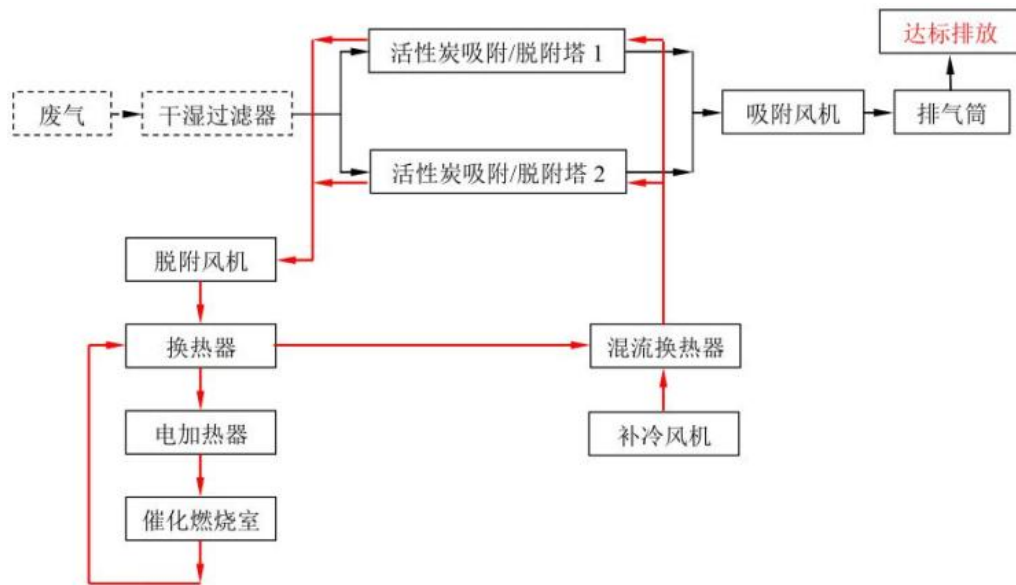 达标排放
活性炭吸附/脱附塔 1
废气
干湿过滤器
吸附风机
排气筒
活性炭吸附/脱附塔 2
脱附风机
换热器
混流换热器
电加热器
补冷风机
催化燃烧室